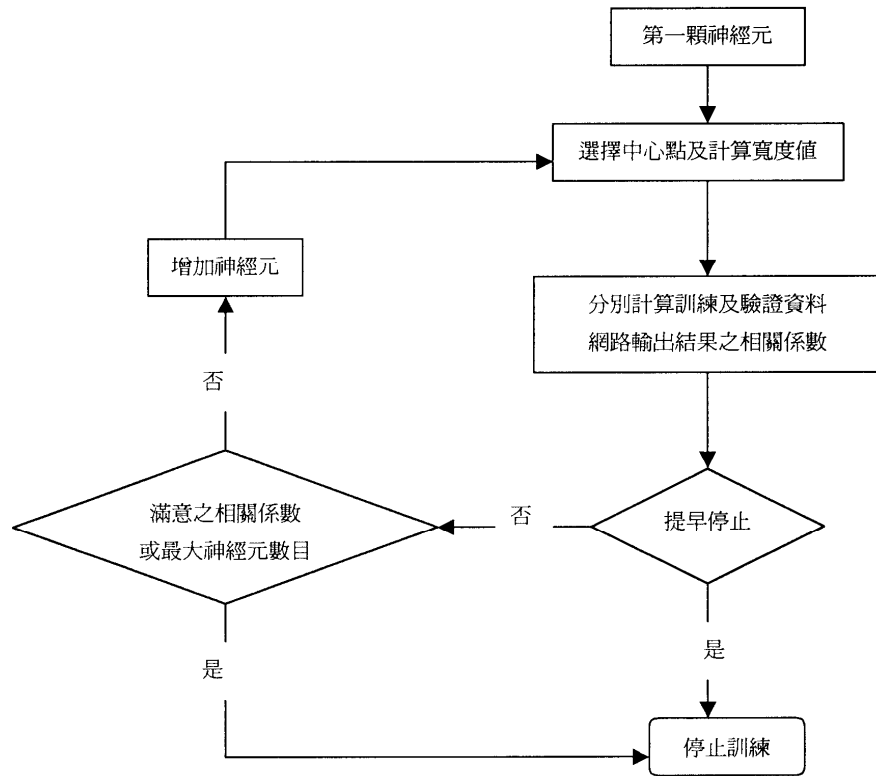 第一顆神經元
選擇中心點及計算寬度值
增加神經元
分別計算訓練及驗證資料
網路輸出結果之相關係數
否
滿意之相關係數
或最大神經元數目
否
提早停止
是
是
停止訓練